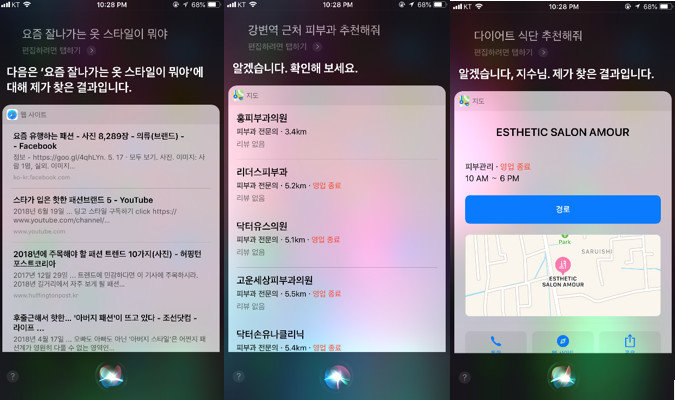 KT 10:28 PM 68%
요즘 잘나가는 옷 스타일이 뭐야
편집하려면 탭하기
다음은 '요즘 잘나가는 옷 스타일이 뭐야'에
대해 제가 찾은 결과입니다.
웹 사이트
요즘 유행하는 패션 - 사진 8,289장 - 의류(브랜드) -
- Facebook
정보 - https://goo.gl/4qhLYn. 5. 17 · 모두 보기. 사진. 이미지: 사
람 1명, 실외. 이미지...
ko-kr.facebook.com
스타가 입은 핫한 패션브랜드 5 - YouTube
2018년 6월 19일 ... 딩고 스타일 구독하기 click https://
www.youtube.com/channel/...
www.youtube.com
2018년에 주목해야 할 패션 트렌드 10가지(사진) - 허핑턴
포스트코리아
2017년 12월 29일 ... 트렌드에 민감하다면 이 기사에 주목하시라.
2018년 길거리에서 자주 보게 될 패션...
www.huffingtonpost.kr
후줄근해서 핫한... '아버지 패션'이 뜨고 있다 - 조선닷컴 -
라이프 ...
2018년 4월 17일 ... 오빠도 아빠도 아닌 '아버지 스타일'은 어쩐지 패
션계가 영원히 다룰 수 없는 영역인...
?
KT 10:28 PM 68%
강변역 근처 피부과 추천해줘
편집하려면 탭하기
알겠습니다. 확인해 보세요.
지도
홍피부과의원
피부과 전문의 · 3.4km
리뷰 없음
리더스피부과
피부과 전문의 · 5.2km · 영업 종료
리뷰 없음
닥터유스의원
피부과 전문의 · 5.1km · 영업 종료
리뷰 없음
고운세상피부과의원
피부과 전문의 · 5.5km · 영업 종료
리뷰 없음
닥터손유나클리닉
피부과 전문의 · 5.4km · 영업 종료
?
KT 10:28 PM 68%
다이어트 식단 추천해줘
편집하려면 탭하기
알겠습니다, 지수님. 제가 찾은 결과입니다.
지도
ESTHETIC SALON AMOUR
피부관리 · 영업 종료
10 AM ~ 6 PM
경로
Park
SARUISHI
ESTHETIC
SALON AMOUR
?